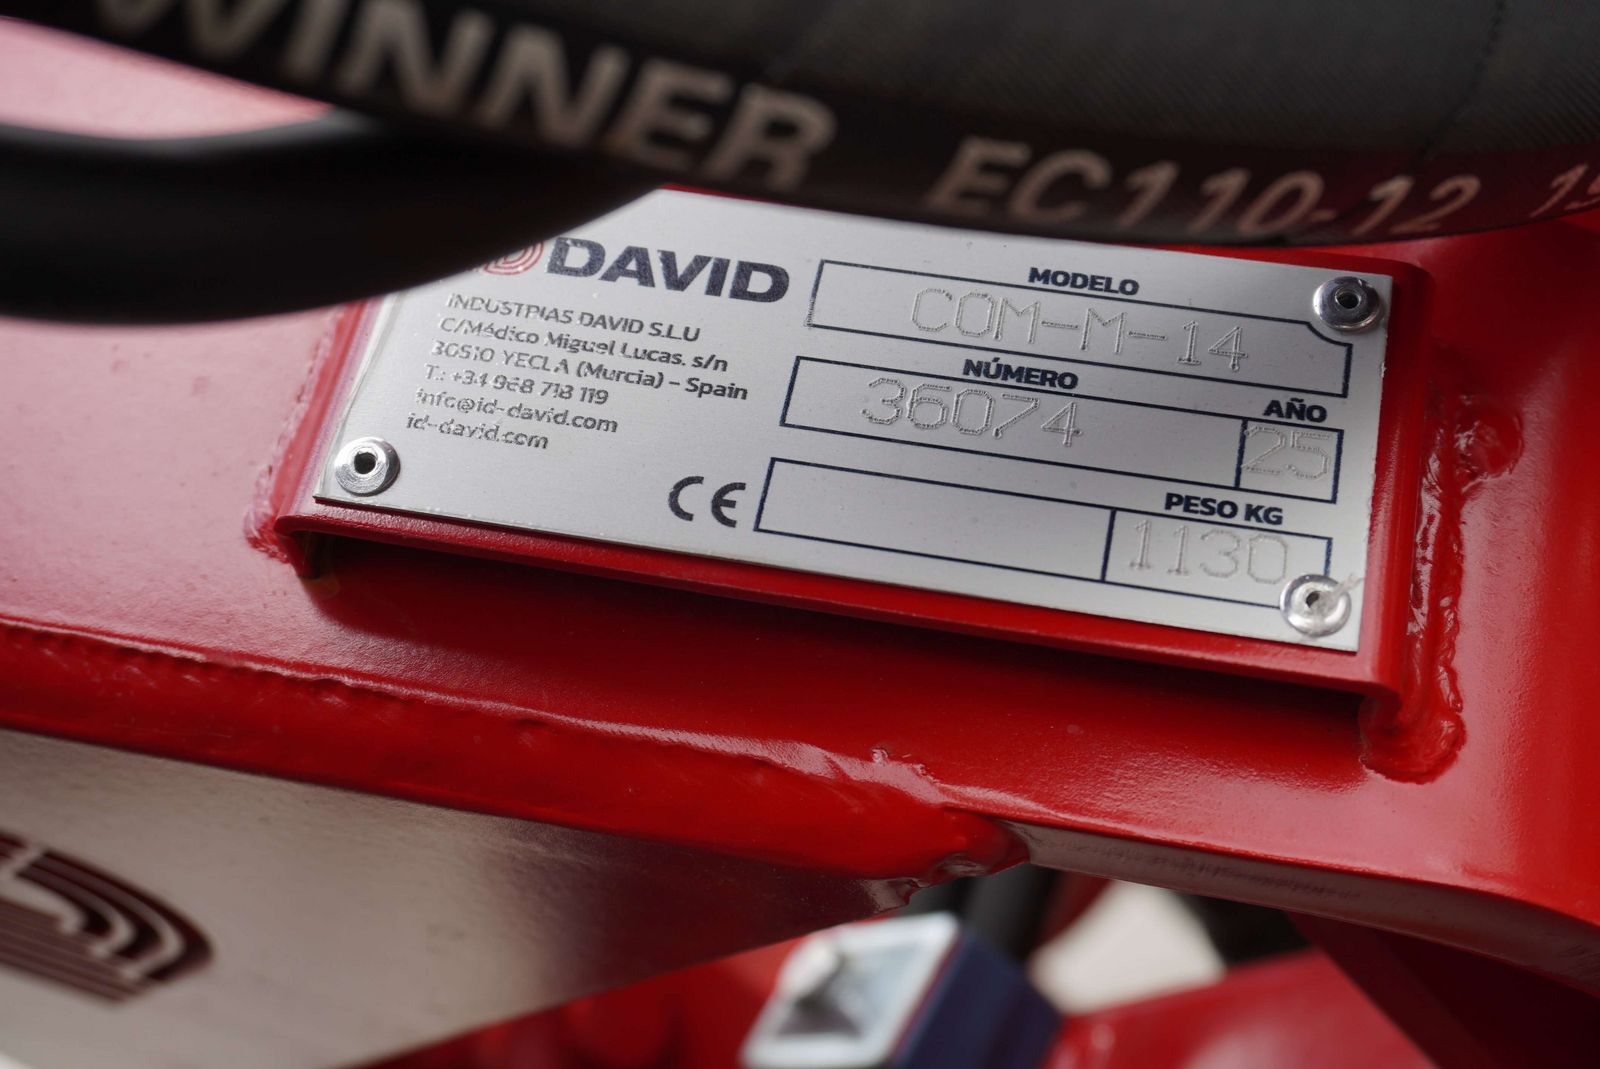 WINNER EC110-12
DAVID
INDUSTRIAS DAVID S.L.U
C/Médico Miguel Lucas. s/n
30510 YECLA (Murcia) - Spain
T.: +34 968 718 119
info@id-david.com
id-david.com
CE
MODELO
COM-M-14
NÚMERO
36074
AÑO
25
PESO KG
1130